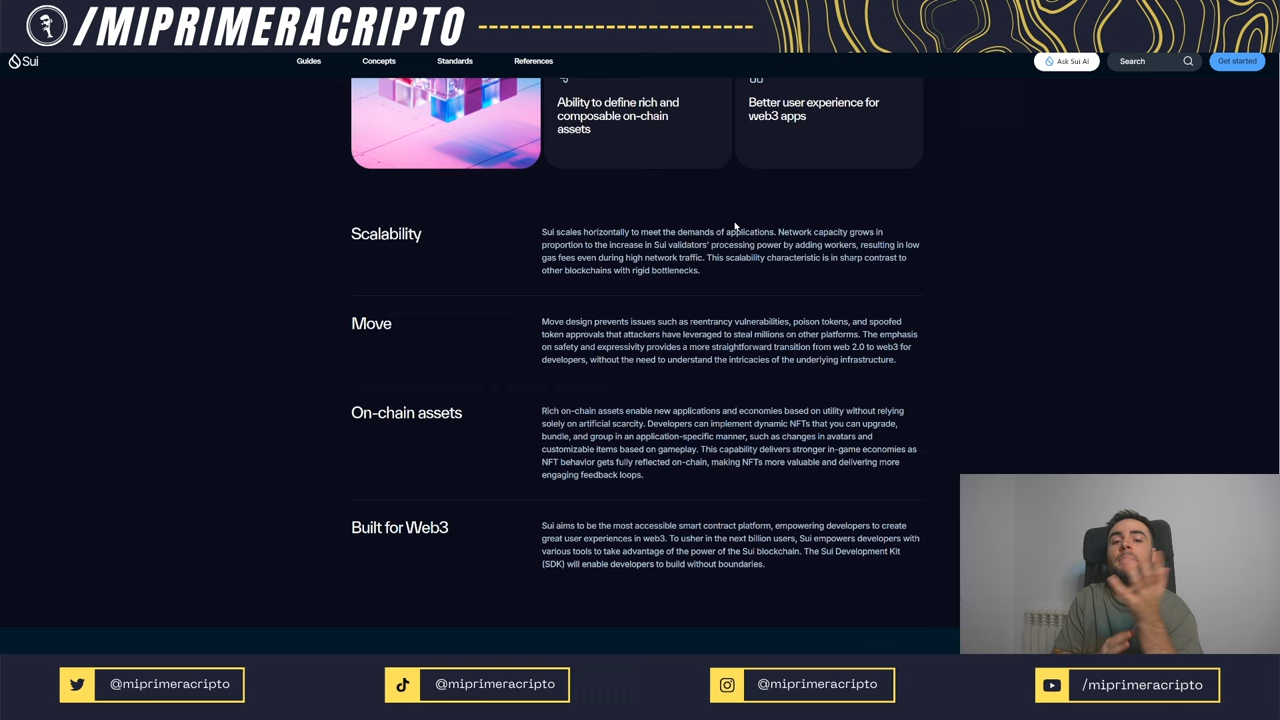 /MIPRIMERACRIPTO
Sui
Guides
Concepts
Standards
References
Ask Sui AI
Search
Get started
Ability to define rich and
composable on-chain
assets
Better user experience for
web3 apps
Scalability
Sui scales horizontally to meet the demands of applications. Network capacity grows in
proportion to the increase in Sui validators' processing power by adding workers, resulting in low
gas fees even during high network traffic. This scalability characteristic is in sharp contrast to
other blockchains with rigid bottlenecks.
Move
Move design prevents issues such as reentrancy vulnerabilities, poison tokens, and spoofed
token approvals that attackers have leveraged to steal millions on other platforms. The emphasis
on safety and expressivity provides a more straightforward transition from web 2.0 to web3 for
developers, without the need to understand the intricacies of the underlying infrastructure.
On-chain assets
Rich on-chain assets enable new applications and economies based on utility without relying
solely on artificial scarcity. Developers can implement dynamic NFTs that you can upgrade,
bundle, and group in an application-specific manner, such as changes in avatars and
customizable items based on gameplay. This capability delivers stronger in-game economies as
NFT behavior gets fully reflected on-chain, making NFTs more valuable and delivering more
engaging feedback loops.
Built for Web3
Sui aims to be the most accessible smart contract platform, empowering developers to create
great user experiences in web3. To usher in the next billion users, Sui empowers developers with
various tools to take advantage of the power of the Sui blockchain. The Sui Development Kit
(SDK) will enable developers to build without boundaries.
@miprimeracripto
@miprimeracripto
@miprimeracripto
/miprimeracripto